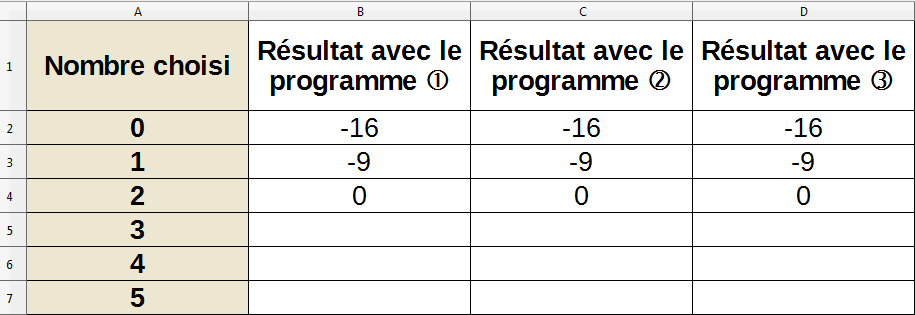 A B C D
1 Nombre choisi Résultat avec le programme ① Résultat avec le programme ② Résultat avec le programme ③
2 0 -16 -16 -16
3 1 -9 -9 -9
4 2 0 0 0
5 3
6 4
7 5